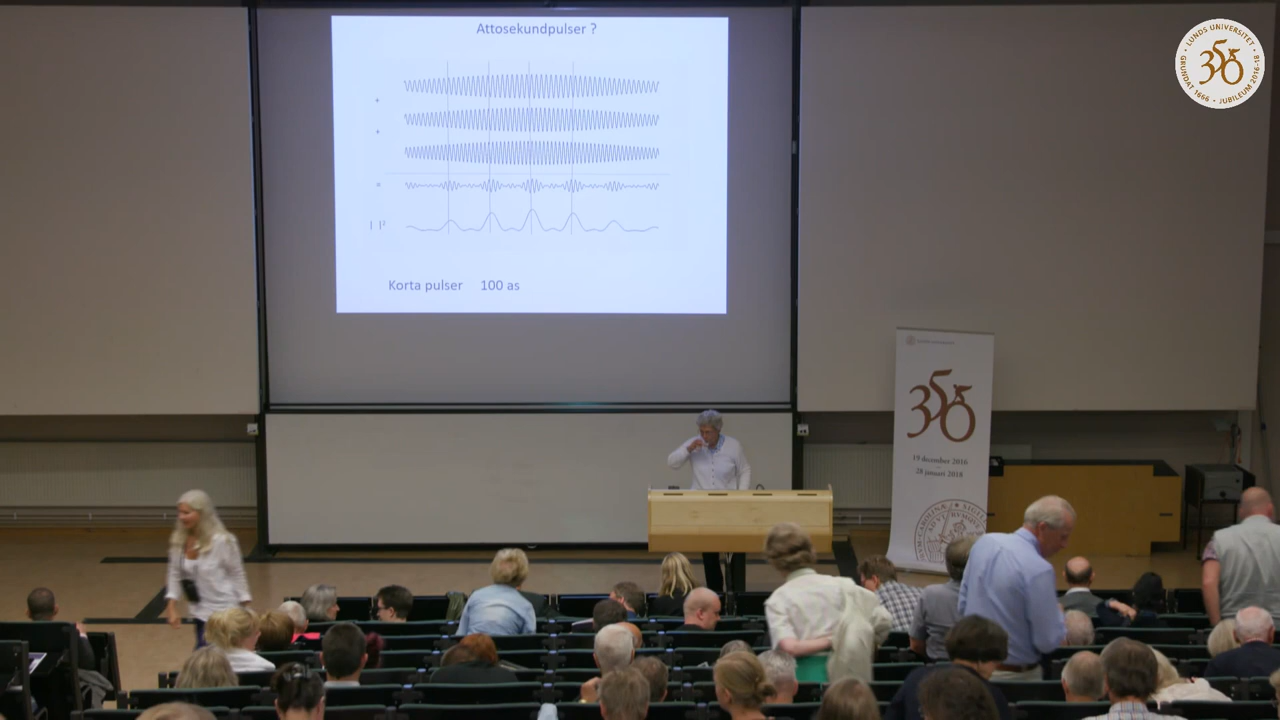 Attosekundpulser ?
+
+
=
| |²
Korta pulser 100 as
LUNDS UNIVERSITET
350
GRUNDAT 1666 • JUBILEUM 2016-18
350
19 december 2016
28 januari 2018